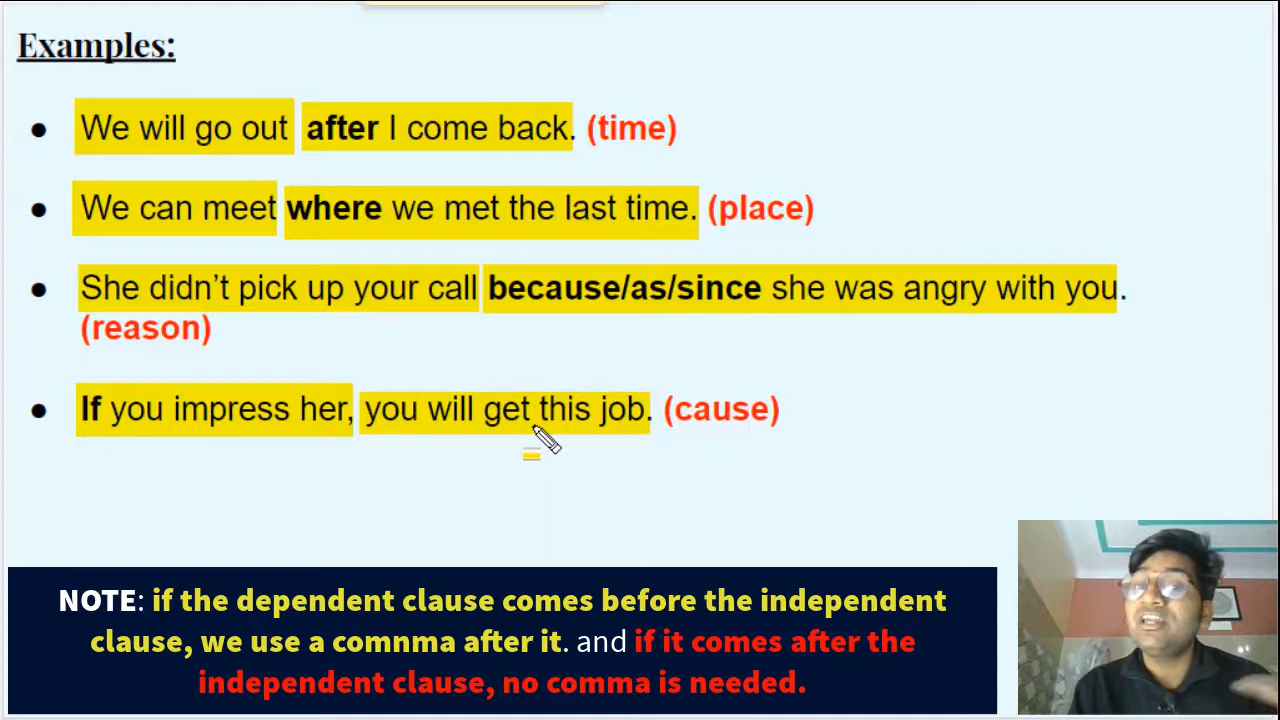 Examples:
● We will go out after I come back. (time)
● We can meet where we met the last time. (place)
● She didn’t pick up your call because/as/since she was angry with you.
(reason)
● If you impress her, you will get this job. (cause)
NOTE: if the dependent clause comes before the independent
clause, we use a comnma after it. and if it comes after the
independent clause, no comma is needed.